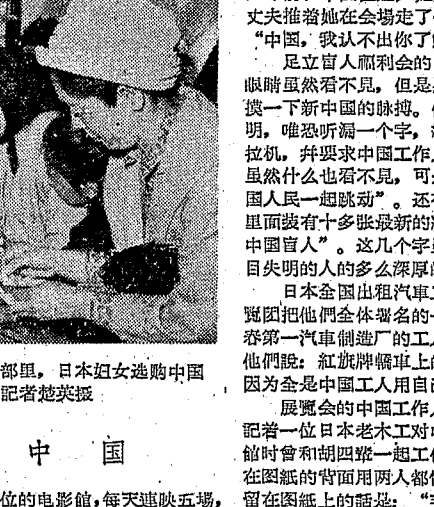 部里，日本妇女选购中国
記者楚英摄
中 国
位的电影館，每天連映五場，
丈夫推着她在会場走了
“中国，我认不出你了
足立盲人福利会的
眼睛虽然看不見，但是
摸一下新中国的脉搏。
明，唯恐听漏一个字，
拉机，幷要求中国工作
虽然什么也看不見，可
国人民一起跳动”。还
里面装有十多張最新的
中国盲人”。这几个字
目失明的人的多么深厚
日本全国出租汽車
覽团把他們全体署名的一
春第一汽車制造厂的工
他們說：紅旗牌轎車上
因为全是中国工人用自
展覽会的中国工作
記着一位日本老木工对
館时曾和胡四墀一起工
在图紙的背面用两人都
留在图紙上的話是：